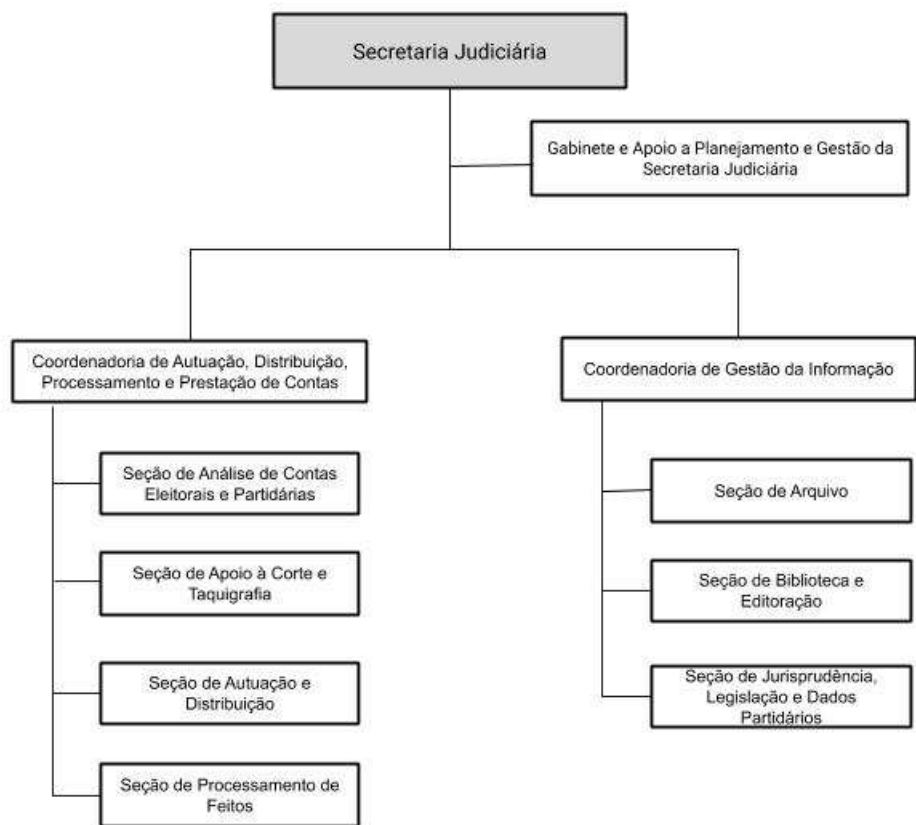 Secretaria Judiciária
Gabinete e Apoio a Planejamento e Gestão da
Secretaria Judiciária
Coordenadoria de Autuação, Distribuição,
Processamento e Prestação de Contas
Seção de Análise de Contas
Eleitorais e Partidárias
Seção de Apoio à Corte e
Taquigrafia
Seção de Autuação e
Distribuição
Seção de Processamento de
Feitos
Coordenadoria de Gestão da Informação
Seção de Arquivo
Seção de Biblioteca e
Editoração
Seção de Jurisprudência,
Legislação e Dados
Partidários